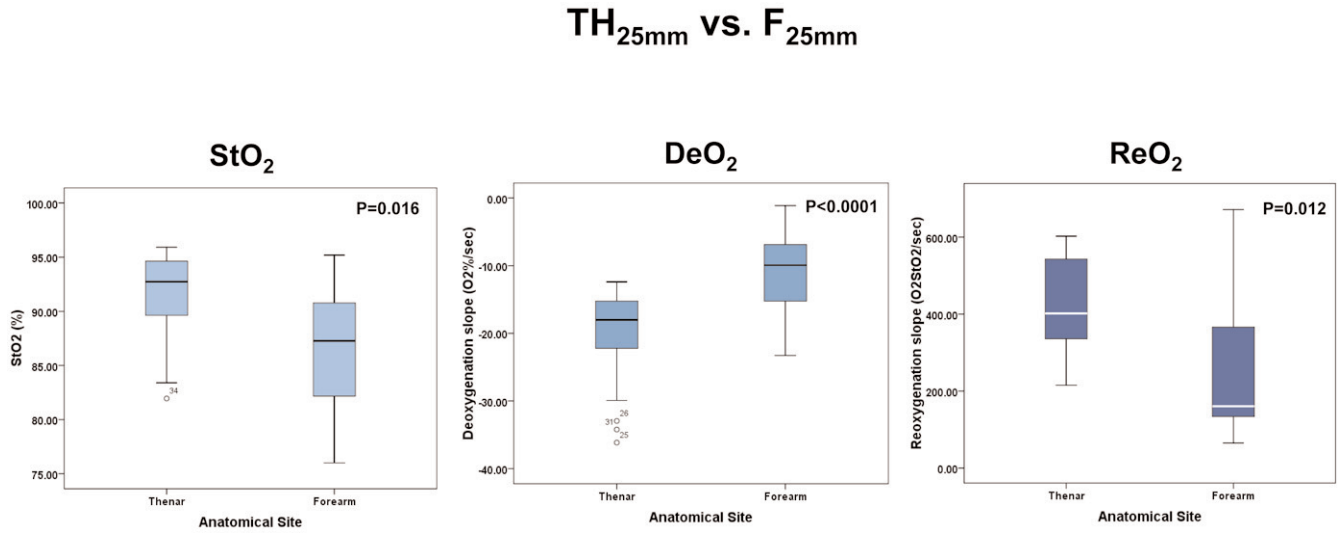 TH25mm vs. F25mm
StO2
P=0.016
100.00
95.00
90.00
85.00
80.00
75.00
StO2 (%)
34
Thenar
Forearm
Anatomical Site
DeO2
P<0.0001
0.00
-10.00
-20.00
-30.00
-40.00
Deoxygenation slope (O2%/sec)
26
31
25
Thenar
Forearm
Anatomical Site
ReO2
P=0.012
600.00
400.00
200.00
0.00
Reoxygenation slope (O2StO2/sec)
Thenar
Forearm
Anatomical Site